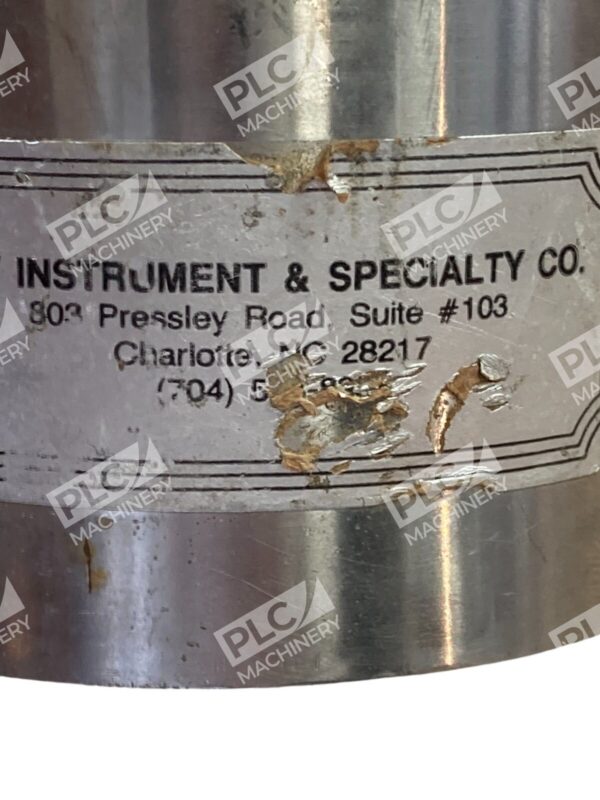 INSTRUMENT & SPECIALTY CO.
803 Pressley Road, Suite #103
Charlotte, NC 28217
(704)
PLC MACHINERY